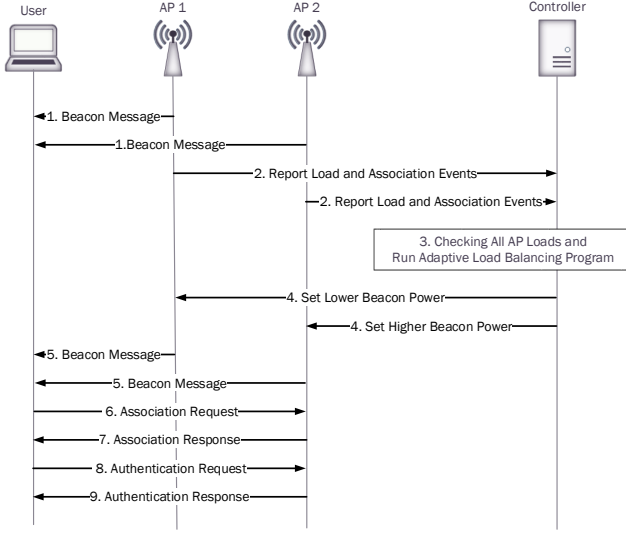 User
AP 1
AP 2
Controller
1. Beacon Message
1.Beacon Message
2. Report Load and Association Events
2. Report Load and Association Events
3. Checking All AP Loads and
Run Adaptive Load Balancing Program
4. Set Lower Beacon Power
4. Set Higher Beacon Power
5. Beacon Message
5. Beacon Message
6. Association Request
7. Association Response
8. Authentication Request
9. Authentication Response